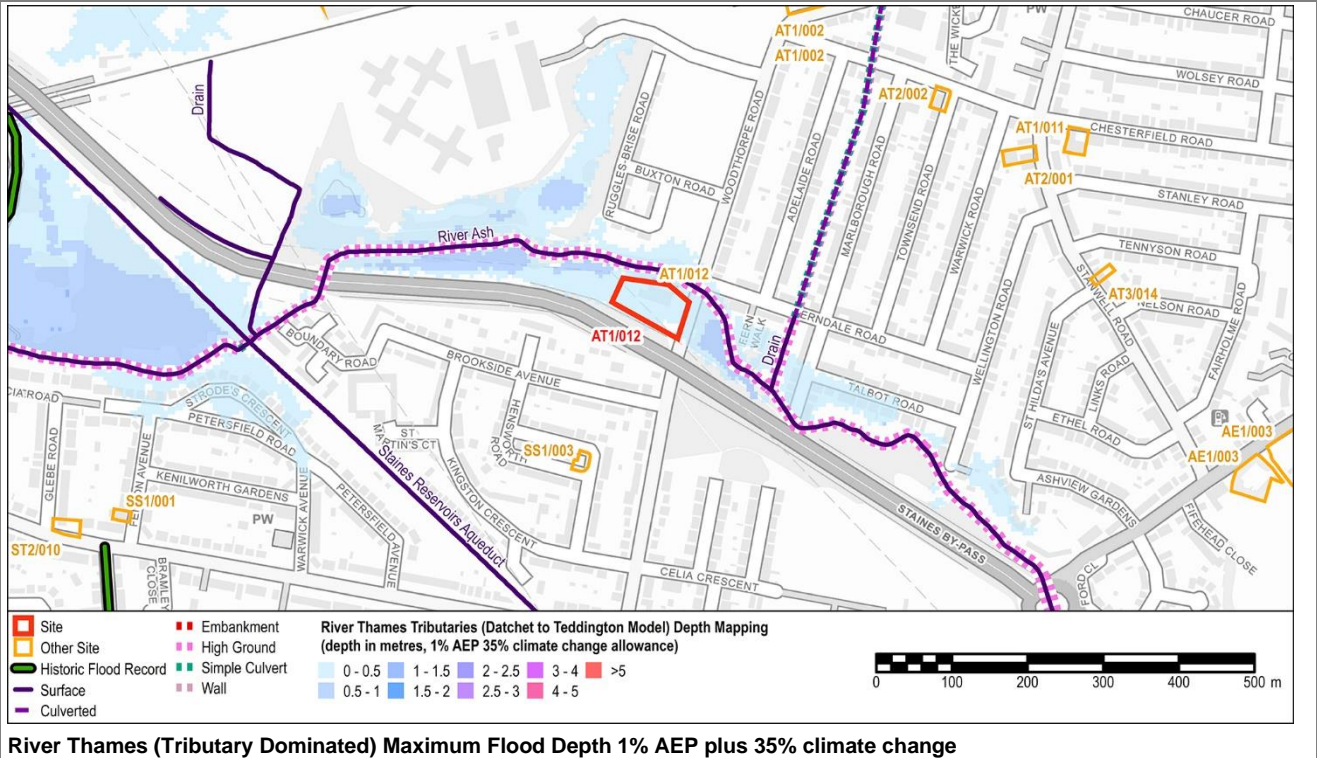 CHAUCER ROAD
PW
THE WICKE
AT1/002
AT1/002
WOLSEY ROAD
Drain
AT2/002
AT1/011
CHESTERFIELD ROAD
AT2/001
RUGGLES-BRISE ROAD
WOODTHORPE ROAD
ADELAIDE ROAD
MARLBOROUGH ROAD
TOWNSEND ROAD
WARWICK ROAD
BUXTON ROAD
STANLEY ROAD
River Ash
TENNYSON ROAD
AT1/012
STANWELL ROAD
AT3/014
NELSON ROAD
FAIRHOLME ROAD
WELLINGTON ROAD
AT1/012
FERN WALK
ERNDALE ROAD
Drain
BOUNDARY ROAD
BROOKSIDE AVENUE
ST HILDA'S AVENUE
LINKS ROAD
TALBOT ROAD
ETHEL ROAD
CIAT ROAD
STRODE'S CRESCENT
PETERSFIELD ROAD
ST
MARTIN'S CT
HENSWORTH
ROAD
SS1/003
AE1/003
AE1/003
GLEBE ROAD
KENILWORTH GARDENS
SS1/001
PW
WARWICK AVENUE
PETERSFIELD AVENUE
KINGSTON CRESCENT
Staines Reservoirs Aqueduct
STAINES BY-PASS
ASHVIEW GARDENS
FIFEHEAD CLOSE
ST2/010
BRAMLEY
CLOSE
CELIA CRESCENT
FORD CL
Site
Other Site
Historic Flood Record
Surface
Culverted
Embankment
High Ground
Simple Culvert
Wall
River Thames Tributaries (Datchet to Teddington Model) Depth Mapping
(depth in metres, 1% AEP 35% climate change allowance)
0 - 0.5 1 - 1.5 2 - 2.5 3 - 4 >5
0.5 - 1 1.5 - 2 2.5 - 3 4 - 5
0 100 200 300 400 500 m
River Thames (Tributary Dominated) Maximum Flood Depth 1% AEP plus 35% climate change